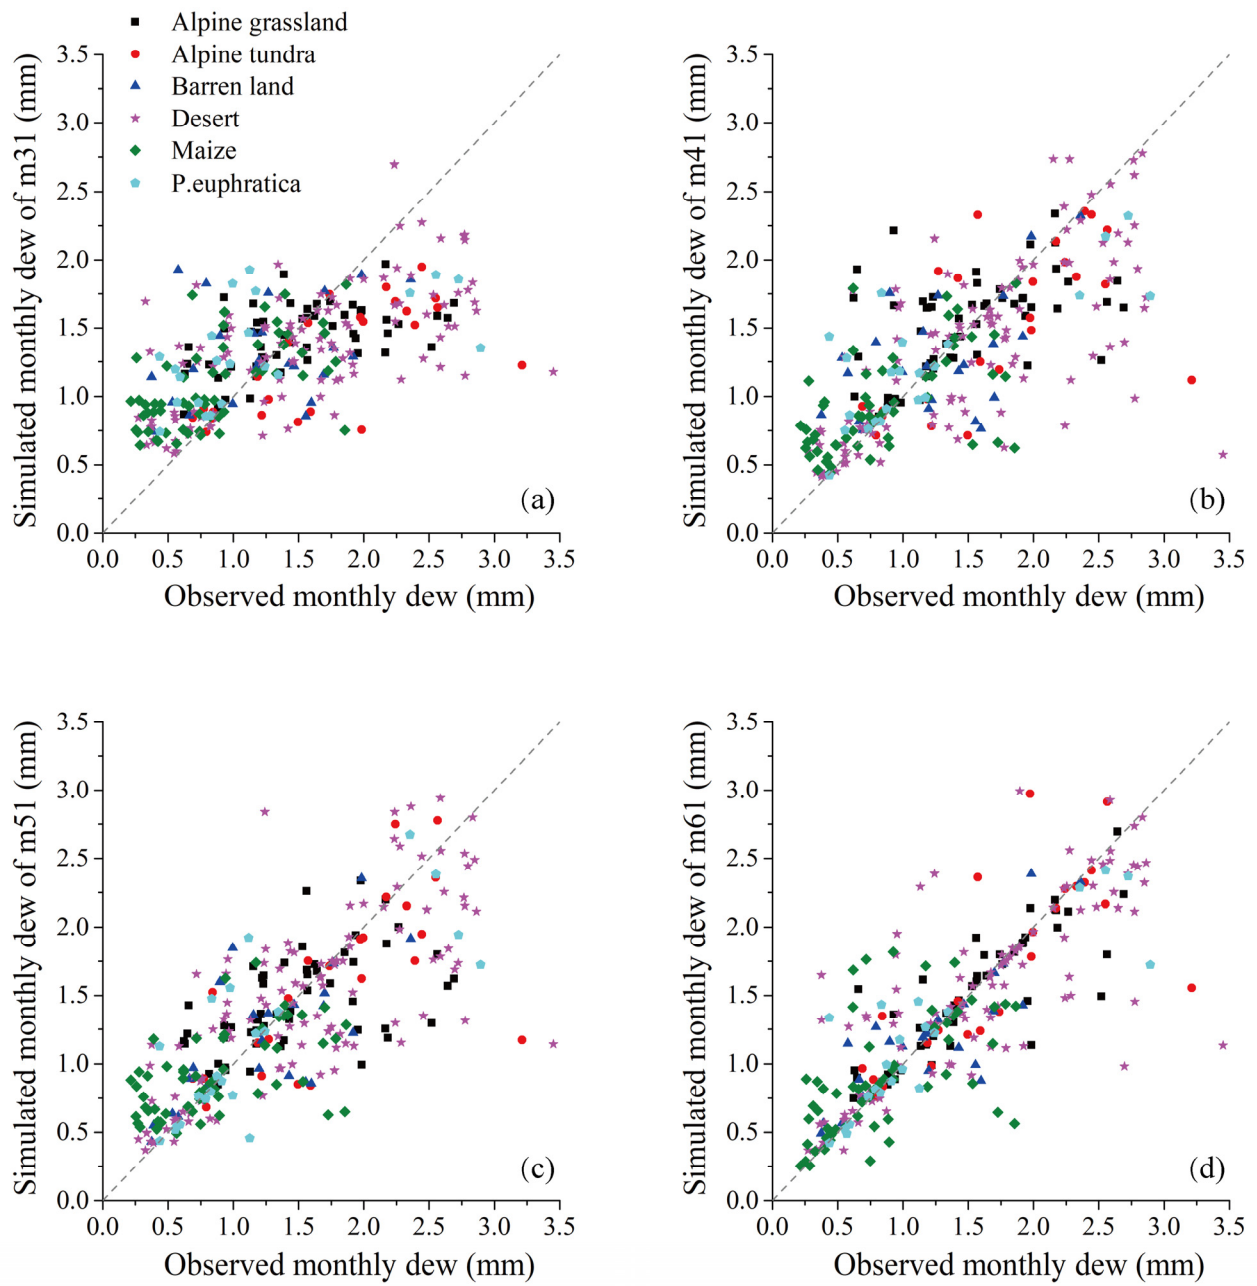 Alpine grassland
Alpine tundra
Barren land
Desert
Maize
P.euphratica
Simulated monthly dew of m31 (mm)
3.5
3.0
2.5
2.0
1.5
1.0
0.5
0.0
(a)
0.0 0.5 1.0 1.5 2.0 2.5 3.0 3.5
Observed monthly dew (mm)
Simulated monthly dew of m41 (mm)
3.5
3.0
2.5
2.0
1.5
1.0
0.5
0.0
(b)
0.0 0.5 1.0 1.5 2.0 2.5 3.0 3.5
Observed monthly dew (mm)
Simulated monthly dew of m51 (mm)
3.5
3.0
2.5
2.0
1.5
1.0
0.5
0.0
(c)
0.0 0.5 1.0 1.5 2.0 2.5 3.0 3.5
Observed monthly dew (mm)
Simulated monthly dew of m61 (mm)
3.5
3.0
2.5
2.0
1.5
1.0
0.5
0.0
(d)
0.0 0.5 1.0 1.5 2.0 2.5 3.0 3.5
Observed monthly dew (mm)